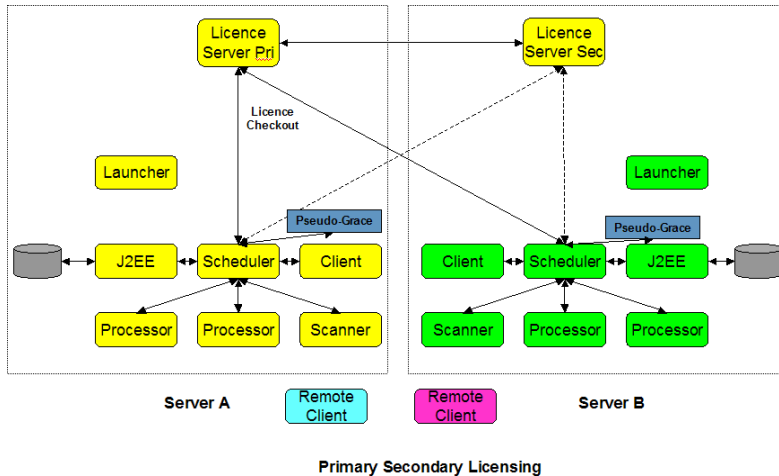 Licence
Server Pri
Licence
Server Sec
Licence
Checkout
Launcher
Launcher
Pseudo-Grace
Pseudo-Grace
J2EE
Scheduler
Client
Client
Scheduler
J2EE
Processor
Processor
Scanner
Scanner
Processor
Processor
Server A
Remote
Client
Remote
Client
Server B
Primary Secondary Licensing